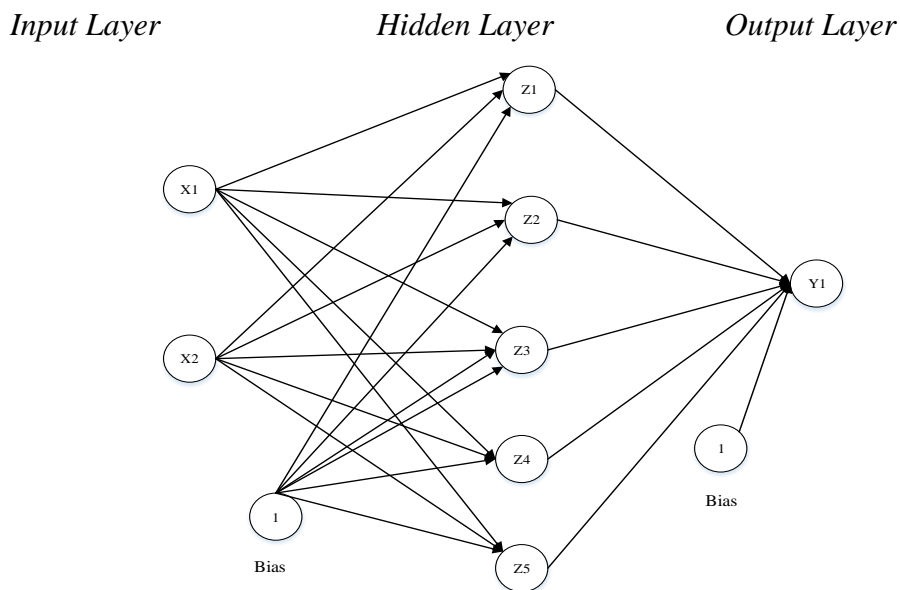 Input Layer Hidden Layer Output Layer
Z1
X1
Z2
Y1
Z3
X2
Z4
1
1
Bias
Bias
Z5